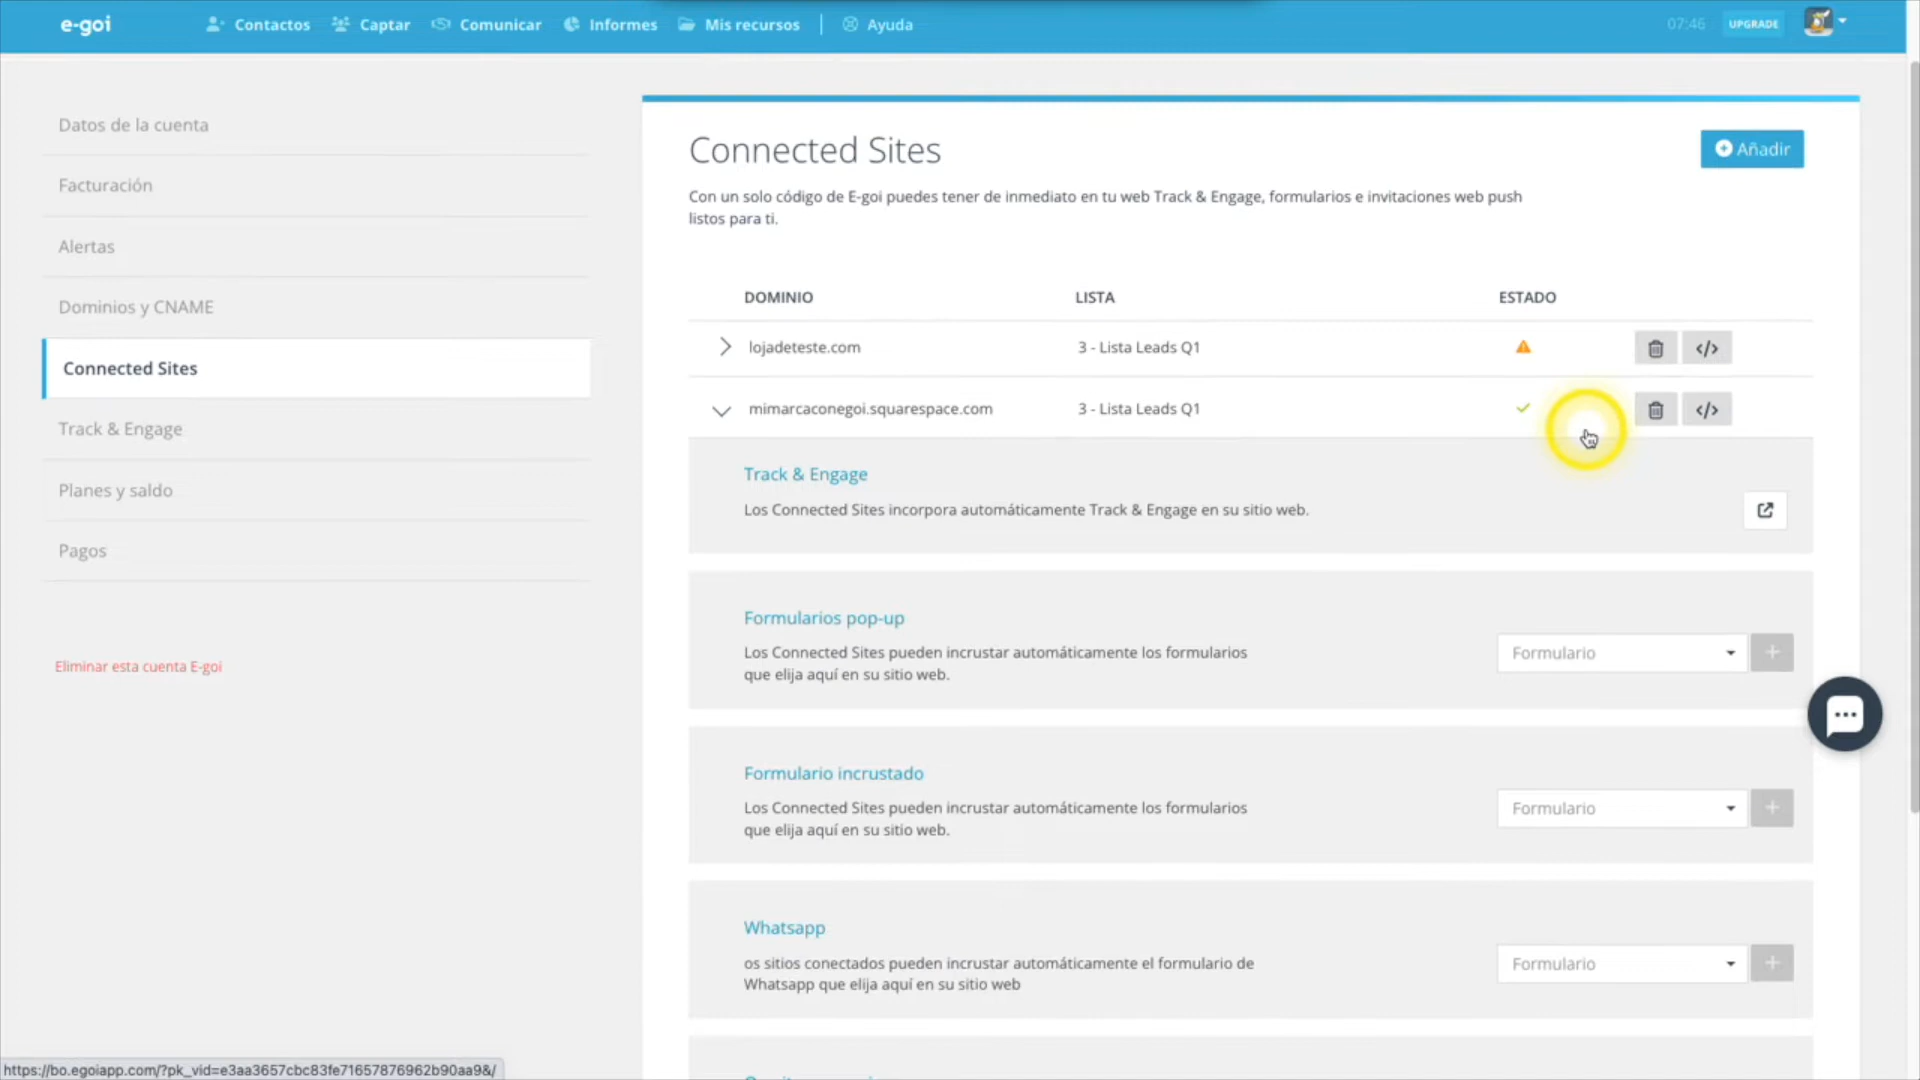 e-goi
Contactos
Captar
Comunicar
Informes
Mis recursos
Ayuda
07:46
UPGRADE
Datos de la cuenta
Facturación
Alertas
Dominios y CNAME
Connected Sites
Track & Engage
Planes y saldo
Pagos
Eliminar esta cuenta E-goi
Connected Sites
Añadir
Con un solo código de E-goi puedes tener de inmediato en tu web Track & Engage, formularios e invitaciones web push
listos para ti.
DOMINIO LISTA ESTADO
lojadeteste.com 3 - Lista Leads Q1
mimarcaconegoi.squarespace.com 3 - Lista Leads Q1
Track & Engage
Los Connected Sites incorpora automáticamente Track & Engage en su sitio web.
Formularios pop-up
Los Connected Sites pueden incrustar automáticamente los formularios
que elija aquí en su sitio web.
Formulario
Formulario incrustado
Los Connected Sites pueden incrustar automáticamente los formularios
que elija aquí en su sitio web.
Formulario
Whatsapp
os sitios conectados pueden incrustar automáticamente el formulario de
Whatsapp que elija aquí en su sitio web
Formulario
https://bo.egoiapp.com/?pk_vid=e3aa3657cbc83fe71657876962b90aa9&/